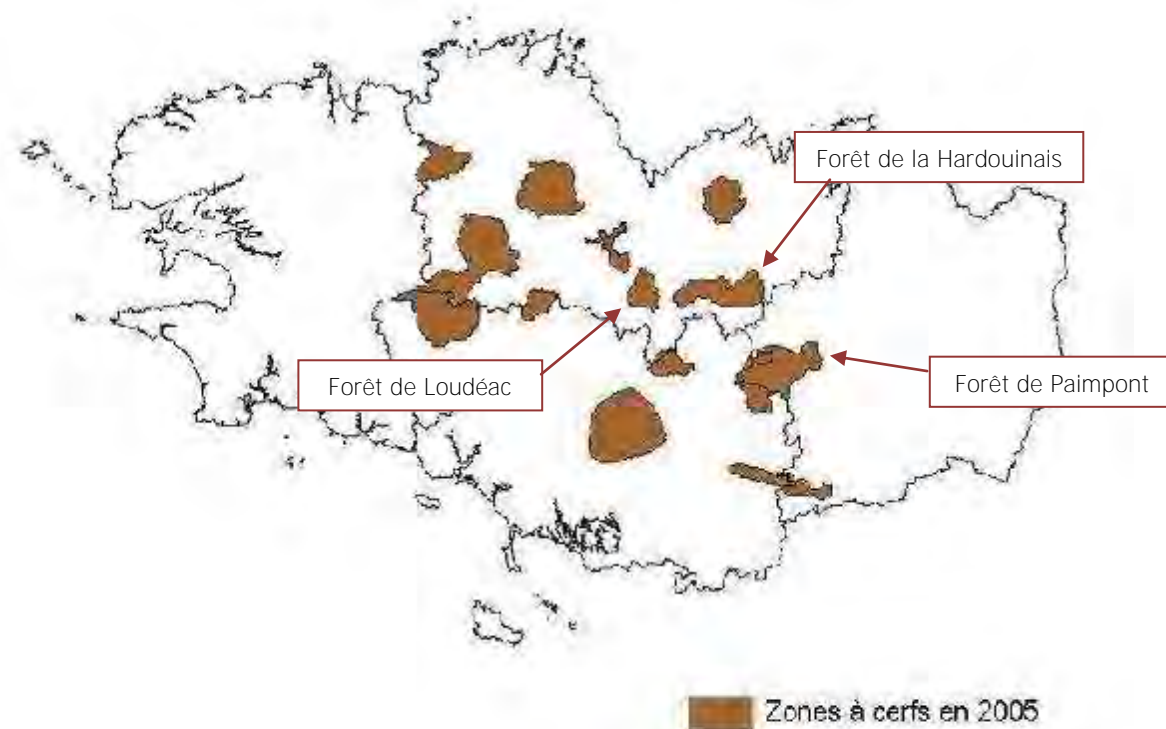 Forêt de la Hardouinais
Forêt de Loudéac
Forêt de Paimpont
Zones à cerfs en 2005